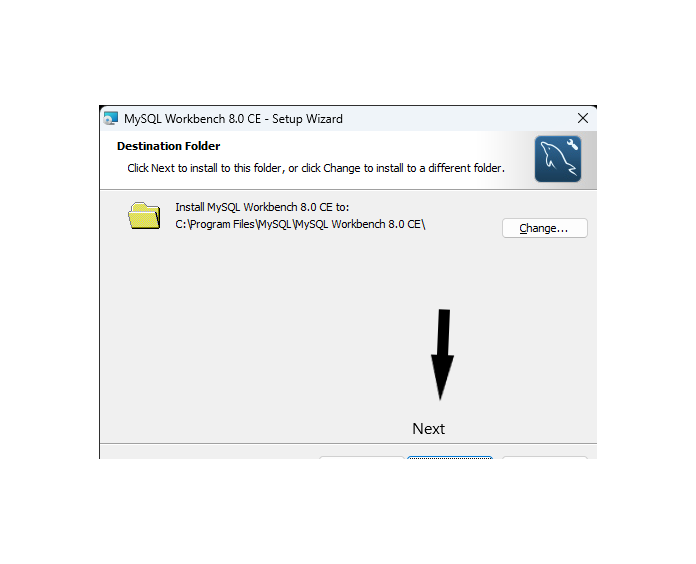 MySQL Workbench 8.0 CE - Setup Wizard
Destination Folder
Click Next to install to this folder, or click Change to install to a different folder.
Install MySQL Workbench 8.0 CE to:
C:\Program Files\MySQL\MySQL Workbench 8.0 CE\
Change...
Next